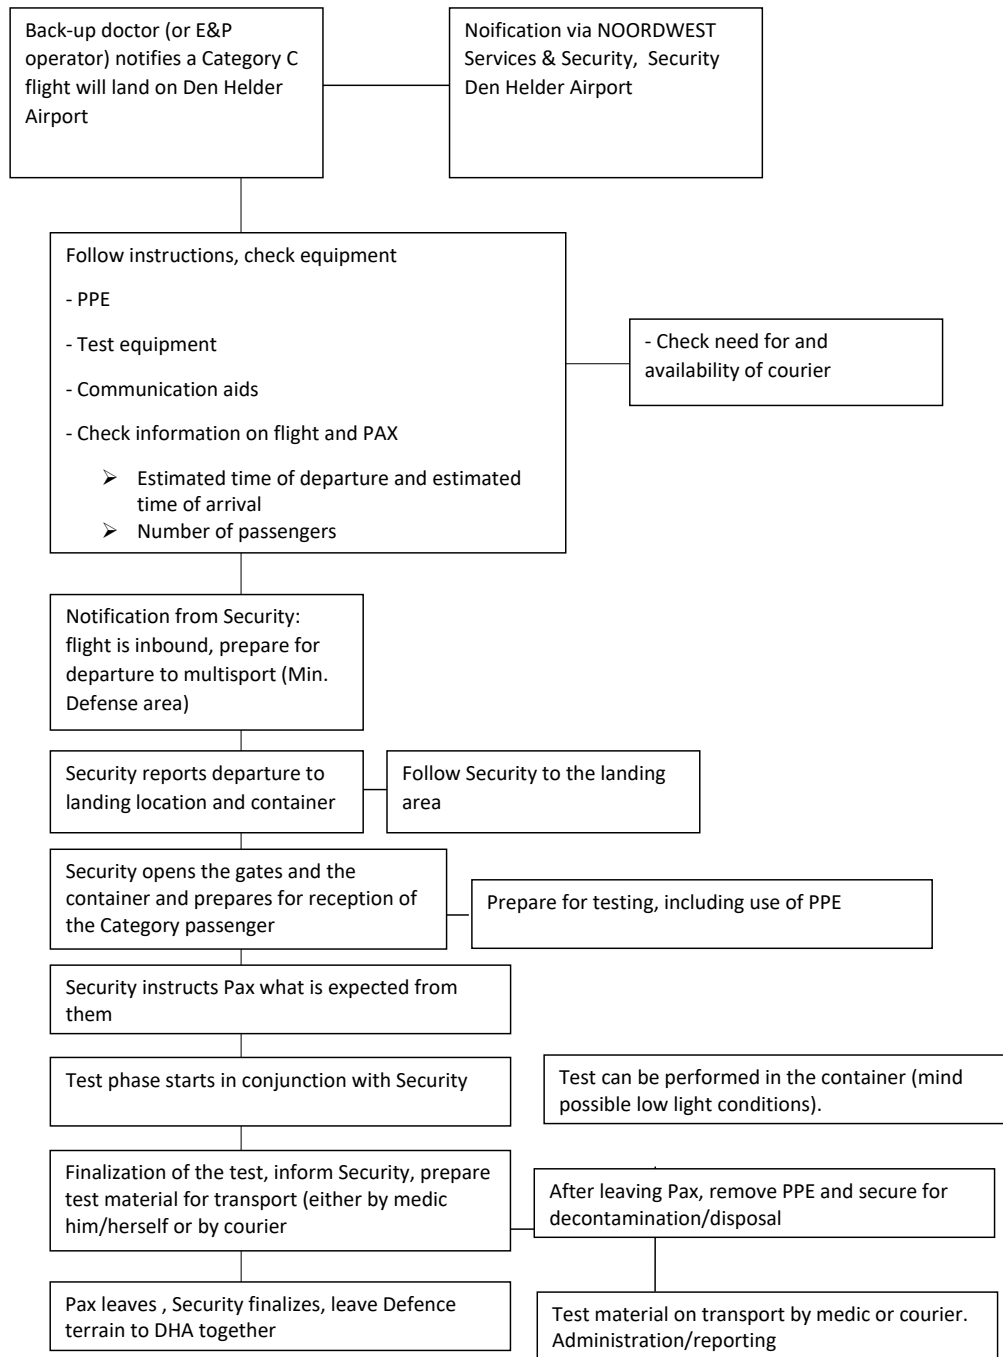 Back-up doctor (or E&P
operator) notifies a Category C
flight will land on Den Helder
Airport
Noification via NOORDWEST
Services & Security,  Security
Den Helder Airport
Follow instructions, check equipment
- PPE
- Test equipment
- Communication aids
- Check information on flight and PAX
➢ Estimated time of departure and estimated
time of arrival
➢ Number of passengers
- Check need for and
availability of courier
Notification from Security:
flight is inbound, prepare for
departure to multisport (Min.
Defense area)
Security reports departure to
landing location and container
Follow Security to the landing
area
Security opens the gates and the
container and prepares for reception of
the Category passenger
Prepare for testing, including use of PPE
Security instructs Pax what is expected from
them
Test phase starts in conjunction with Security
Test can be performed in the container (mind
possible low light conditions).
Finalization of the test, inform Security, prepare
test material for transport (either by medic
him/herself or by courier
After leaving Pax, remove PPE and secure for
decontamination/disposal
Pax leaves , Security finalizes, leave Defence
terrain to DHA together
Test material on transport by medic or courier.
Administration/reporting